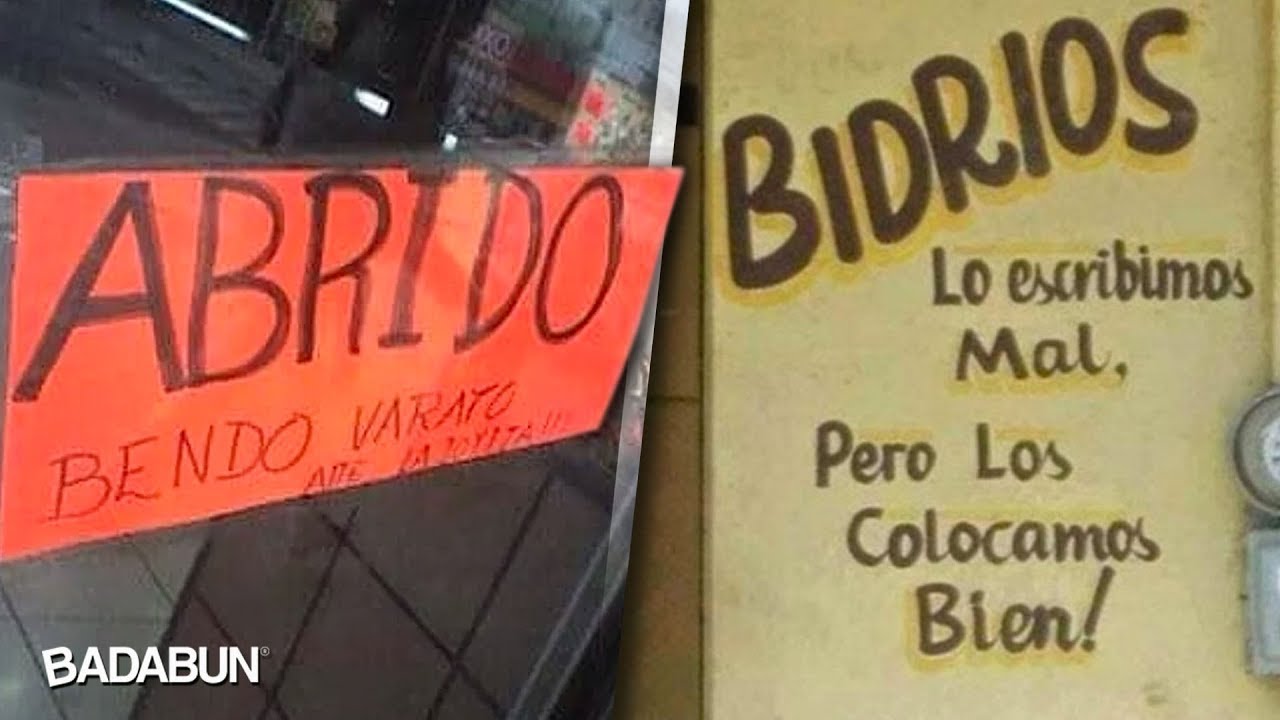 ABRIDO
BENDO VARATO
BIDRIOS
Lo escribimos
Mal,
Pero Los
Colocamos
Bien!
BADABUN®